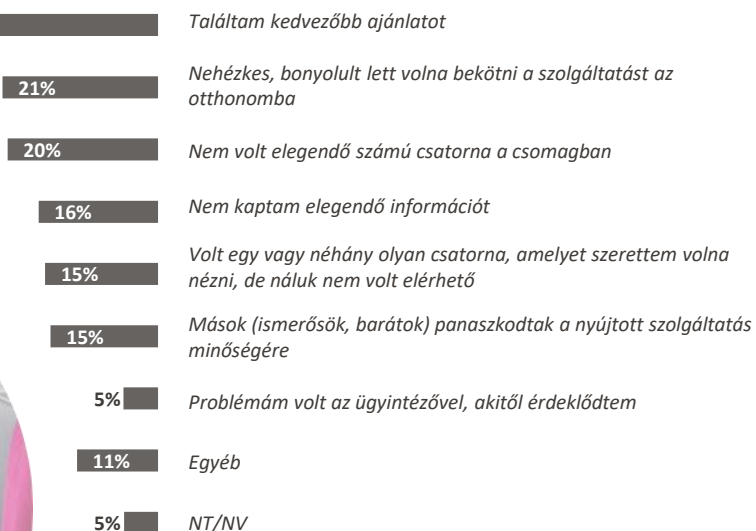 Találtam kedvezőbb ajánlatot
21%
Nehézkes, bonyolult lett volna bekötni a szolgáltatást az
otthonomba
20%
Nem volt elegendő számú csatorna a csomagban
16%
Nem kaptam elegendő információt
15%
Volt egy vagy néhány olyan csatorna, amelyet szerettem volna
nézni, de náluk nem volt elérhető
15%
Mások (ismerősök, barátok) panaszkodtak a nyújtott szolgáltatás
minőségére
5%
Problémám volt az ügyintézővel, akitől érdeklődtem
11%
Egyéb
5%
NT/NV